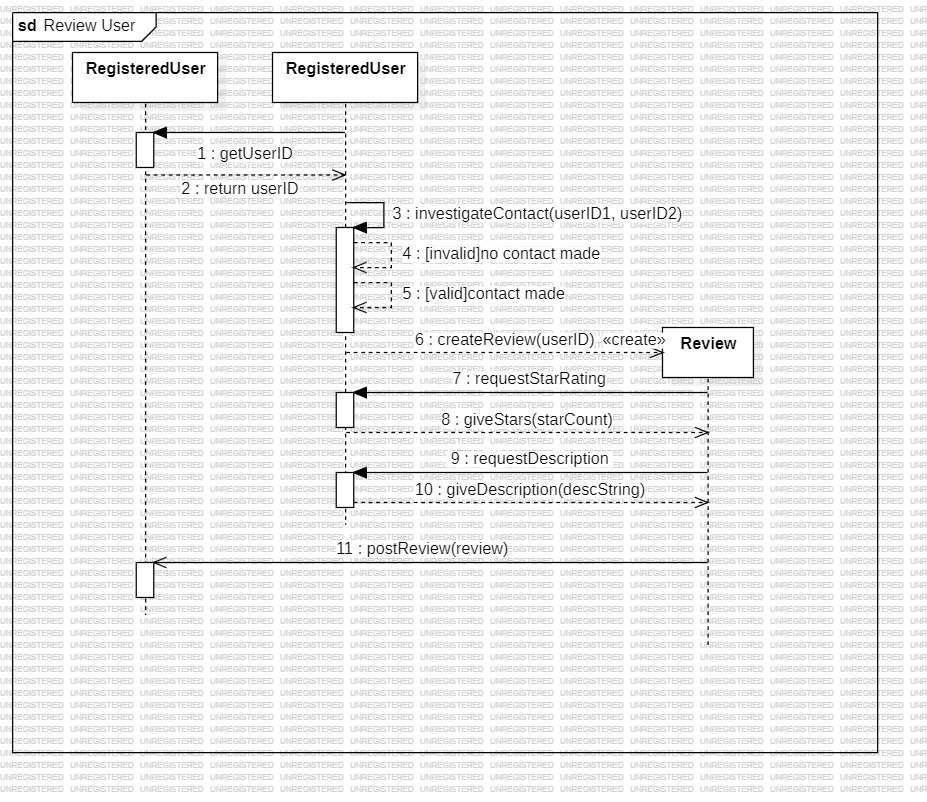 sd Review User
RegisteredUser RegisteredUser
1 : getUserID
2 : return userID
3 : investigateContact(userID1, userID2)
4 : [invalid]no contact made
5 : [valid]contact made
6 : createReview(userID) «create»
Review
7 : requestStarRating
8 : giveStars(starCount)
9 : requestDescription
10 : giveDescription(descString)
11 : postReview(review)
UNREGISTERED